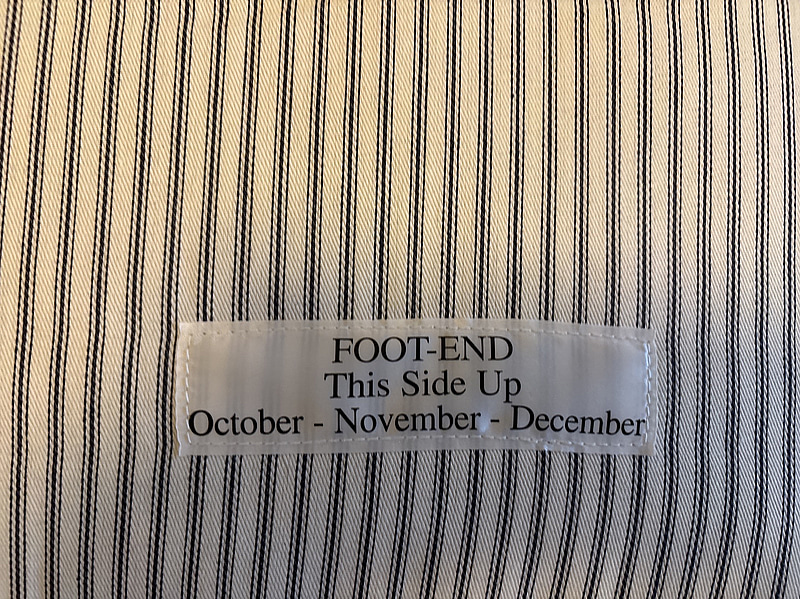 FOOT-END
This Side Up
October - November - December